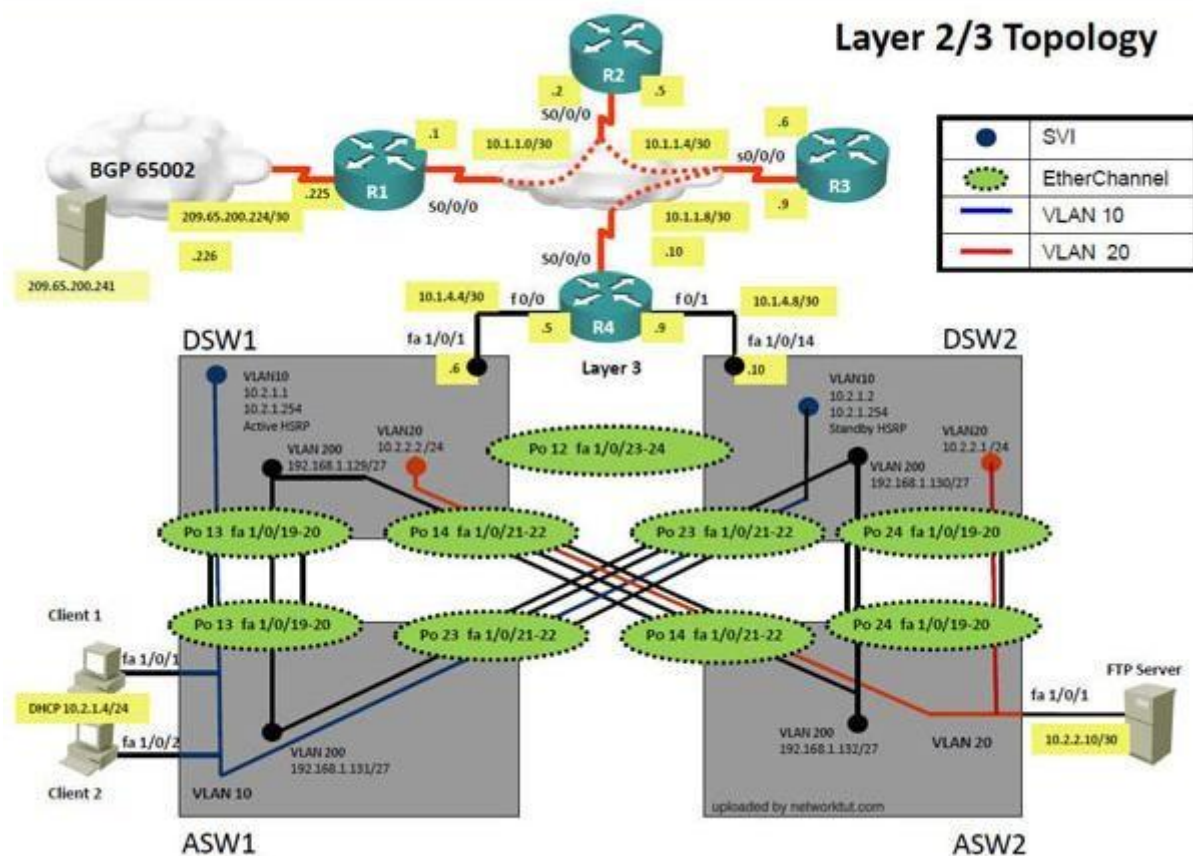 Layer 2/3 Topology
R2
.2
.5
S0/0/0
SVI
EtherChannel
VLAN 10
VLAN 20
BGP 65002
.1
R1
.225
S0/0/0
10.1.1.0/30
10.1.1.4/30
.6
s0/0/0
R3
.9
209.65.200.224/30
.226
209.65.200.241
10.1.1.8/30
.10
S0/0/0
10.1.4.4/30
f 0/0
f 0/1
10.1.4.8/30
.5
R4
.9
DSW1
fa 1/0/1
.6
Layer 3
fa 1/0/14
.10
DSW2
VLAN10
10.2.1.1
10.2.1.254
Active HSRP
VLAN 200
192.168.1.129/27
VLAN20
10.2.2.2 /24
Po 12 fa 1/0/23-24
VLAN10
10.2.1.2
10.2.1.254
Standby HSRP
VLAN 200
192.168.1.130/27
VLAN20
10.2.2.1 /24
Po 13 fa 1/0/19-20
Po 14 fa 1/0/21-22
Po 23 fa 1/0/21-22
Po 24 fa 1/0/19-20
Po 13 fa 1/0/19-20
Po 23 fa 1/0/21-22
Po 14 fa 1/0/21-22
Po 24 fa 1/0/19-20
Client 1
fa 1/0/1
DHCP 10.2.1.4/24
fa 1/0/2
Client 2
VLAN 200
192.168.1.131/27
VLAN 10
ASW1
VLAN 200
192.168.1.132/27
VLAN 20
FTP Server
fa 1/0/1
10.2.2.10/30
uploaded by networktut.com
ASW2